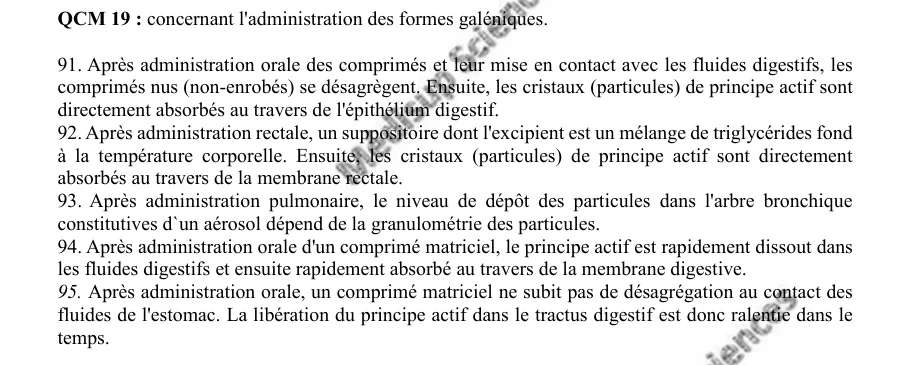 QCM 19 : concernant l'administration des formes galéniques.
91. Après administration orale des comprimés et leur mise en contact avec les fluides digestifs, les
comprimés nus (non-enrobés) se désagrègent. Ensuite, les cristaux (particules) de principe actif sont
directement absorbés au travers de l'épithélium digestif.
92. Après administration rectale, un suppositoire dont l'excipient est un mélange de triglycérides fond
à la température corporelle. Ensuite, les cristaux (particules) de principe actif sont directement
absorbés au travers de la membrane rectale.
93. Après administration pulmonaire, le niveau de dépôt des particules dans l'arbre bronchique
constitutives d`un aérosol dépend de la granulométrie des particules.
94. Après administration orale d'un comprimé matriciel, le principe actif est rapidement dissout dans
les fluides digestifs et ensuite rapidement absorbé au travers de la membrane digestive.
95. Après administration orale, un comprimé matriciel ne subit pas de désagrégation au contact des
fluides de l'estomac. La libération du principe actif dans le tractus digestif est donc ralentie dans le
temps.
Medisup Scien
iences